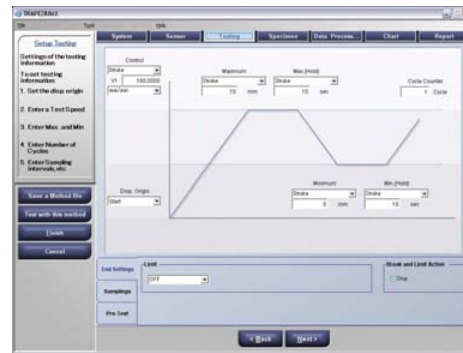 TRAPEZIUMX
System Sensor Testing Specimen Data Process... Chart Report
Setup Testing
Settings of the testing
information
To set testing
information
1. Set the disp. origin
2. Enter a Test Speed
3. Enter Max. and Min
4. Enter Number of
Cycles
5. Enter Sampling
intervals, etc
Save a Method file
Test with this method
Finish
Cancel
Control
Stroke
V1 100.0000
mm/min
Maximum
Stroke
10 mm
Max.(Hold)
Stroke
10 sec
Cycle Counter
1 Cycle
Disp. Origin
Start
Minimum
Stroke
0 mm
Min.(Hold)
Stroke
10 sec
End Settings
Samplings
Pre-Test
Limit
OFF
Break and Limit Action
Stop
< Back Next >